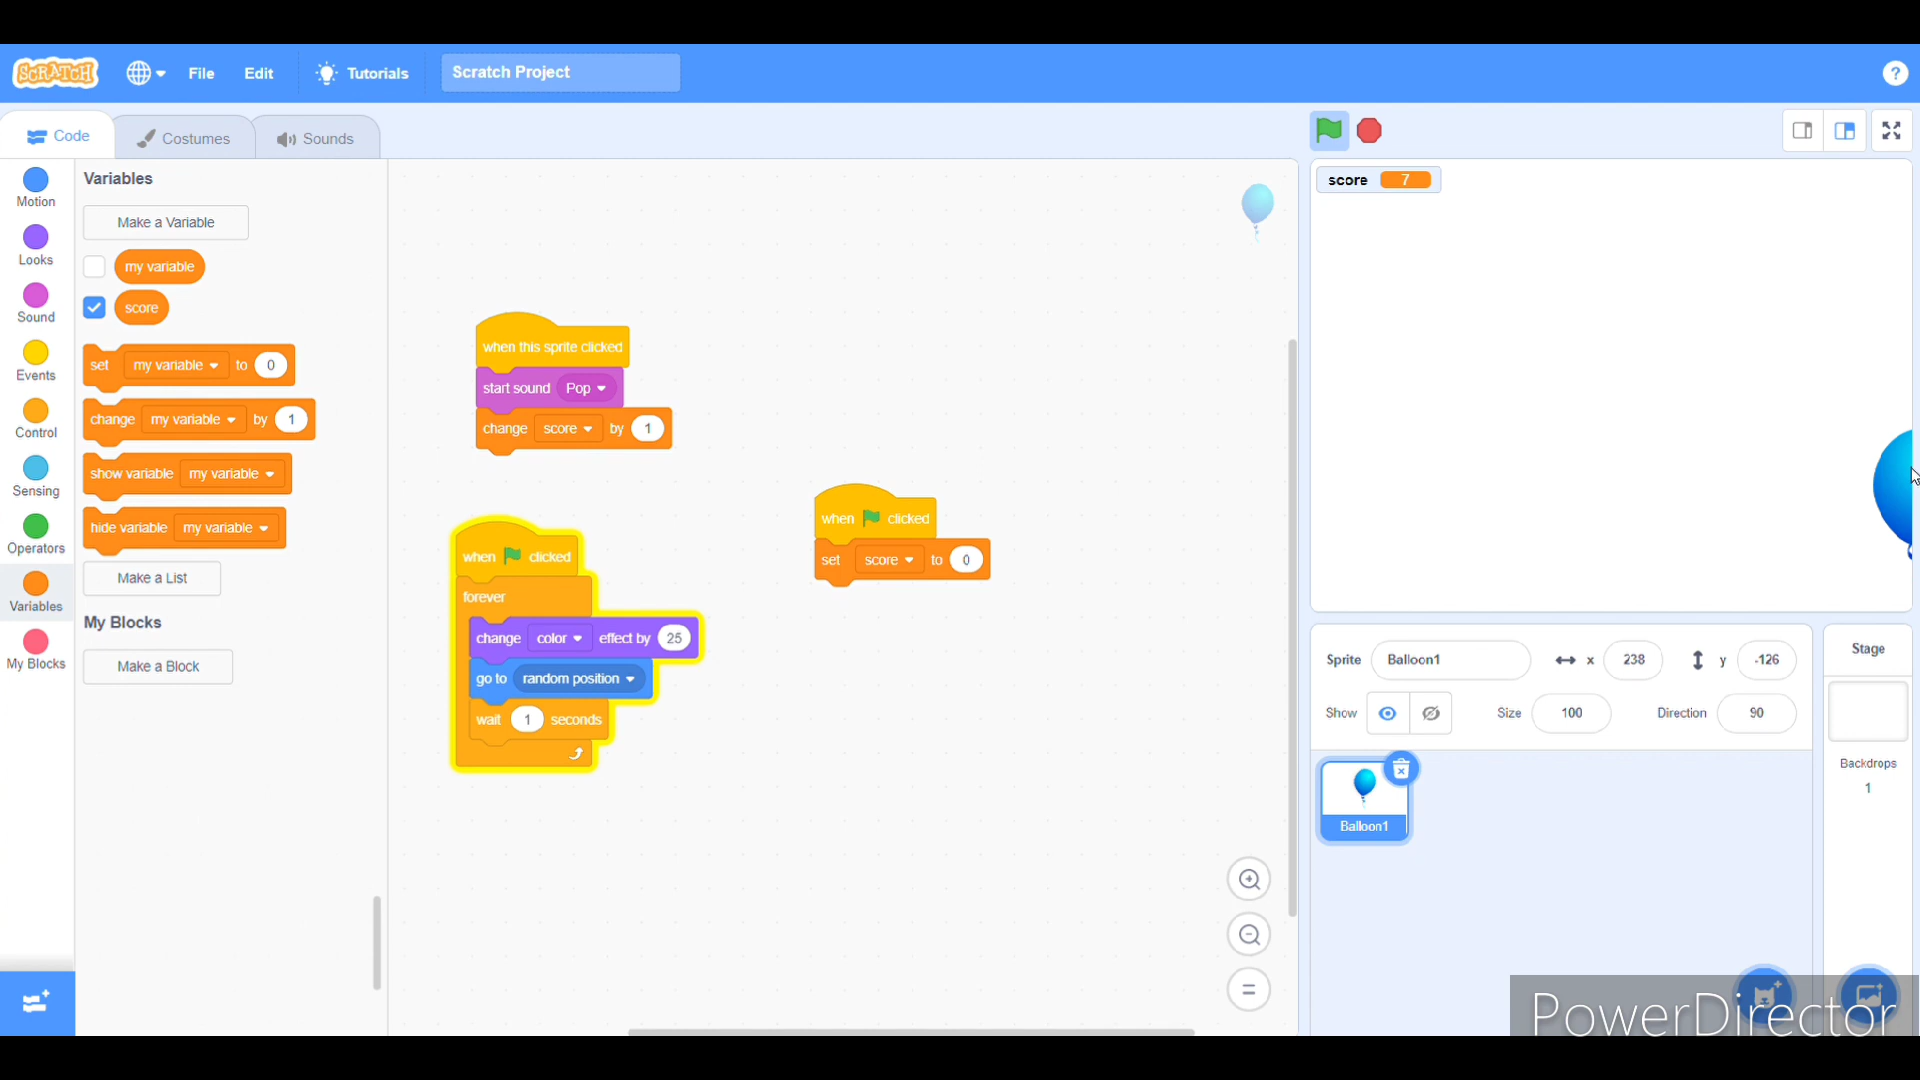 SCRATCH File Edit Tutorials Scratch Project ?
Code Costumes Sounds
Motion
Looks
Sound
Events
Control
Sensing
Operators
Variables
My Blocks
Variables
Make a Variable
my variable
score
set my variable to 0
change my variable by 1
show variable my variable
hide variable my variable
Make a List
My Blocks
Make a Block
when this sprite clicked
start sound Pop
change score by 1
when clicked
forever
change color effect by 25
go to random position
wait 1 seconds
when clicked
set score to 0
score 7
Sprite Balloon1 x 238 y -126
Show Size 100 Direction 90
Balloon1
Stage
Backdrops
1
PowerDirector